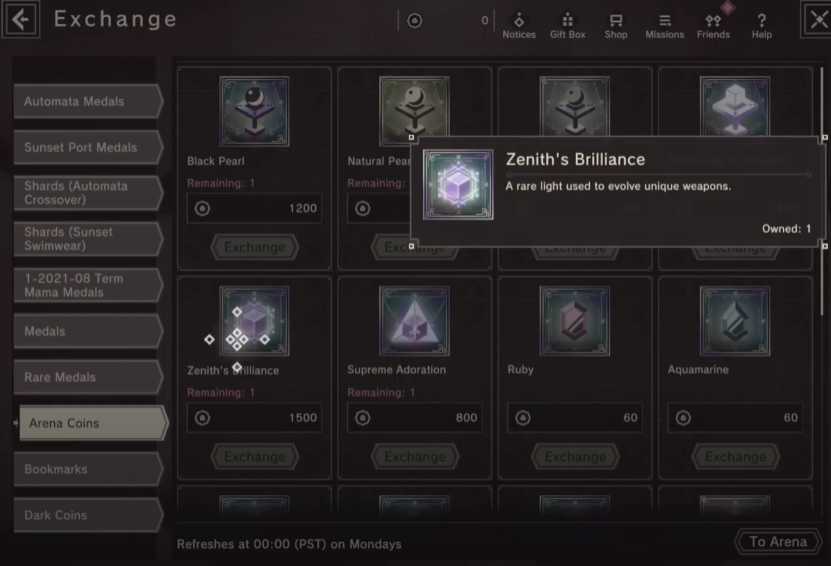 Exchange
0
Notices
Gift Box
Shop
Missions
Friends
?
Help
Automata Medals
Sunset Port Medals
Shards (Automata
Crossover)
Shards (Sunset
Swimwear)
1-2021-08 Term
Mama Medals
Medals
Rare Medals
Arena Coins
Bookmarks
Dark Coins
Black Pearl
Remaining: 1
1200
Exchange
Natural Pear
Remaining: 1
Exchange
Exchange
Exchange
Zenith's Brilliance
A rare light used to evolve unique weapons.
Owned: 1
Zenith's Brilliance
Remaining: 1
1500
Exchange
Supreme Adoration
Remaining: 1
800
Exchange
Ruby
60
Exchange
Aquamarine
60
Exchange
Refreshes at 00:00 (PST) on Mondays
To Arena